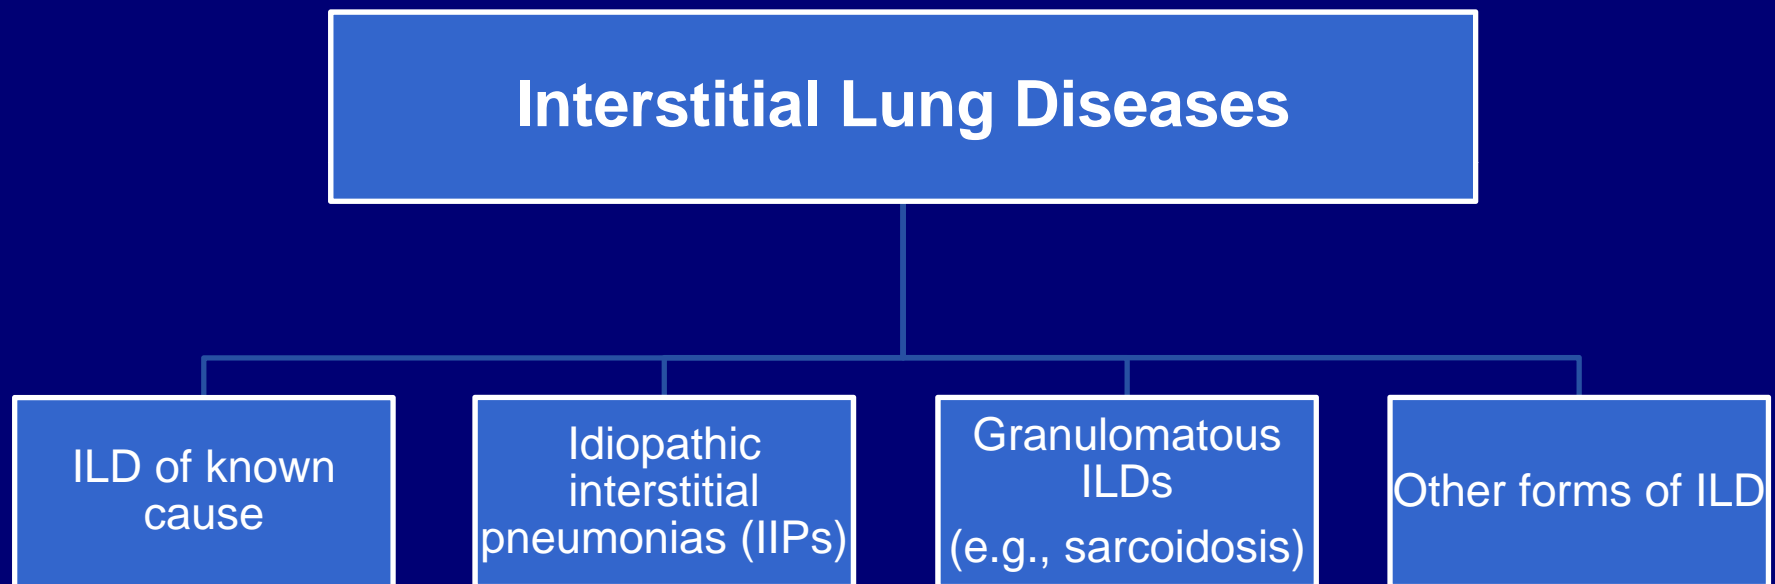 Interstitial Lung Diseases
ILD of known
cause
Idiopathic
interstitial
pneumonias (IIPs)
Granulomatous
ILDs
(e.g., sarcoidosis)
Other forms of ILD